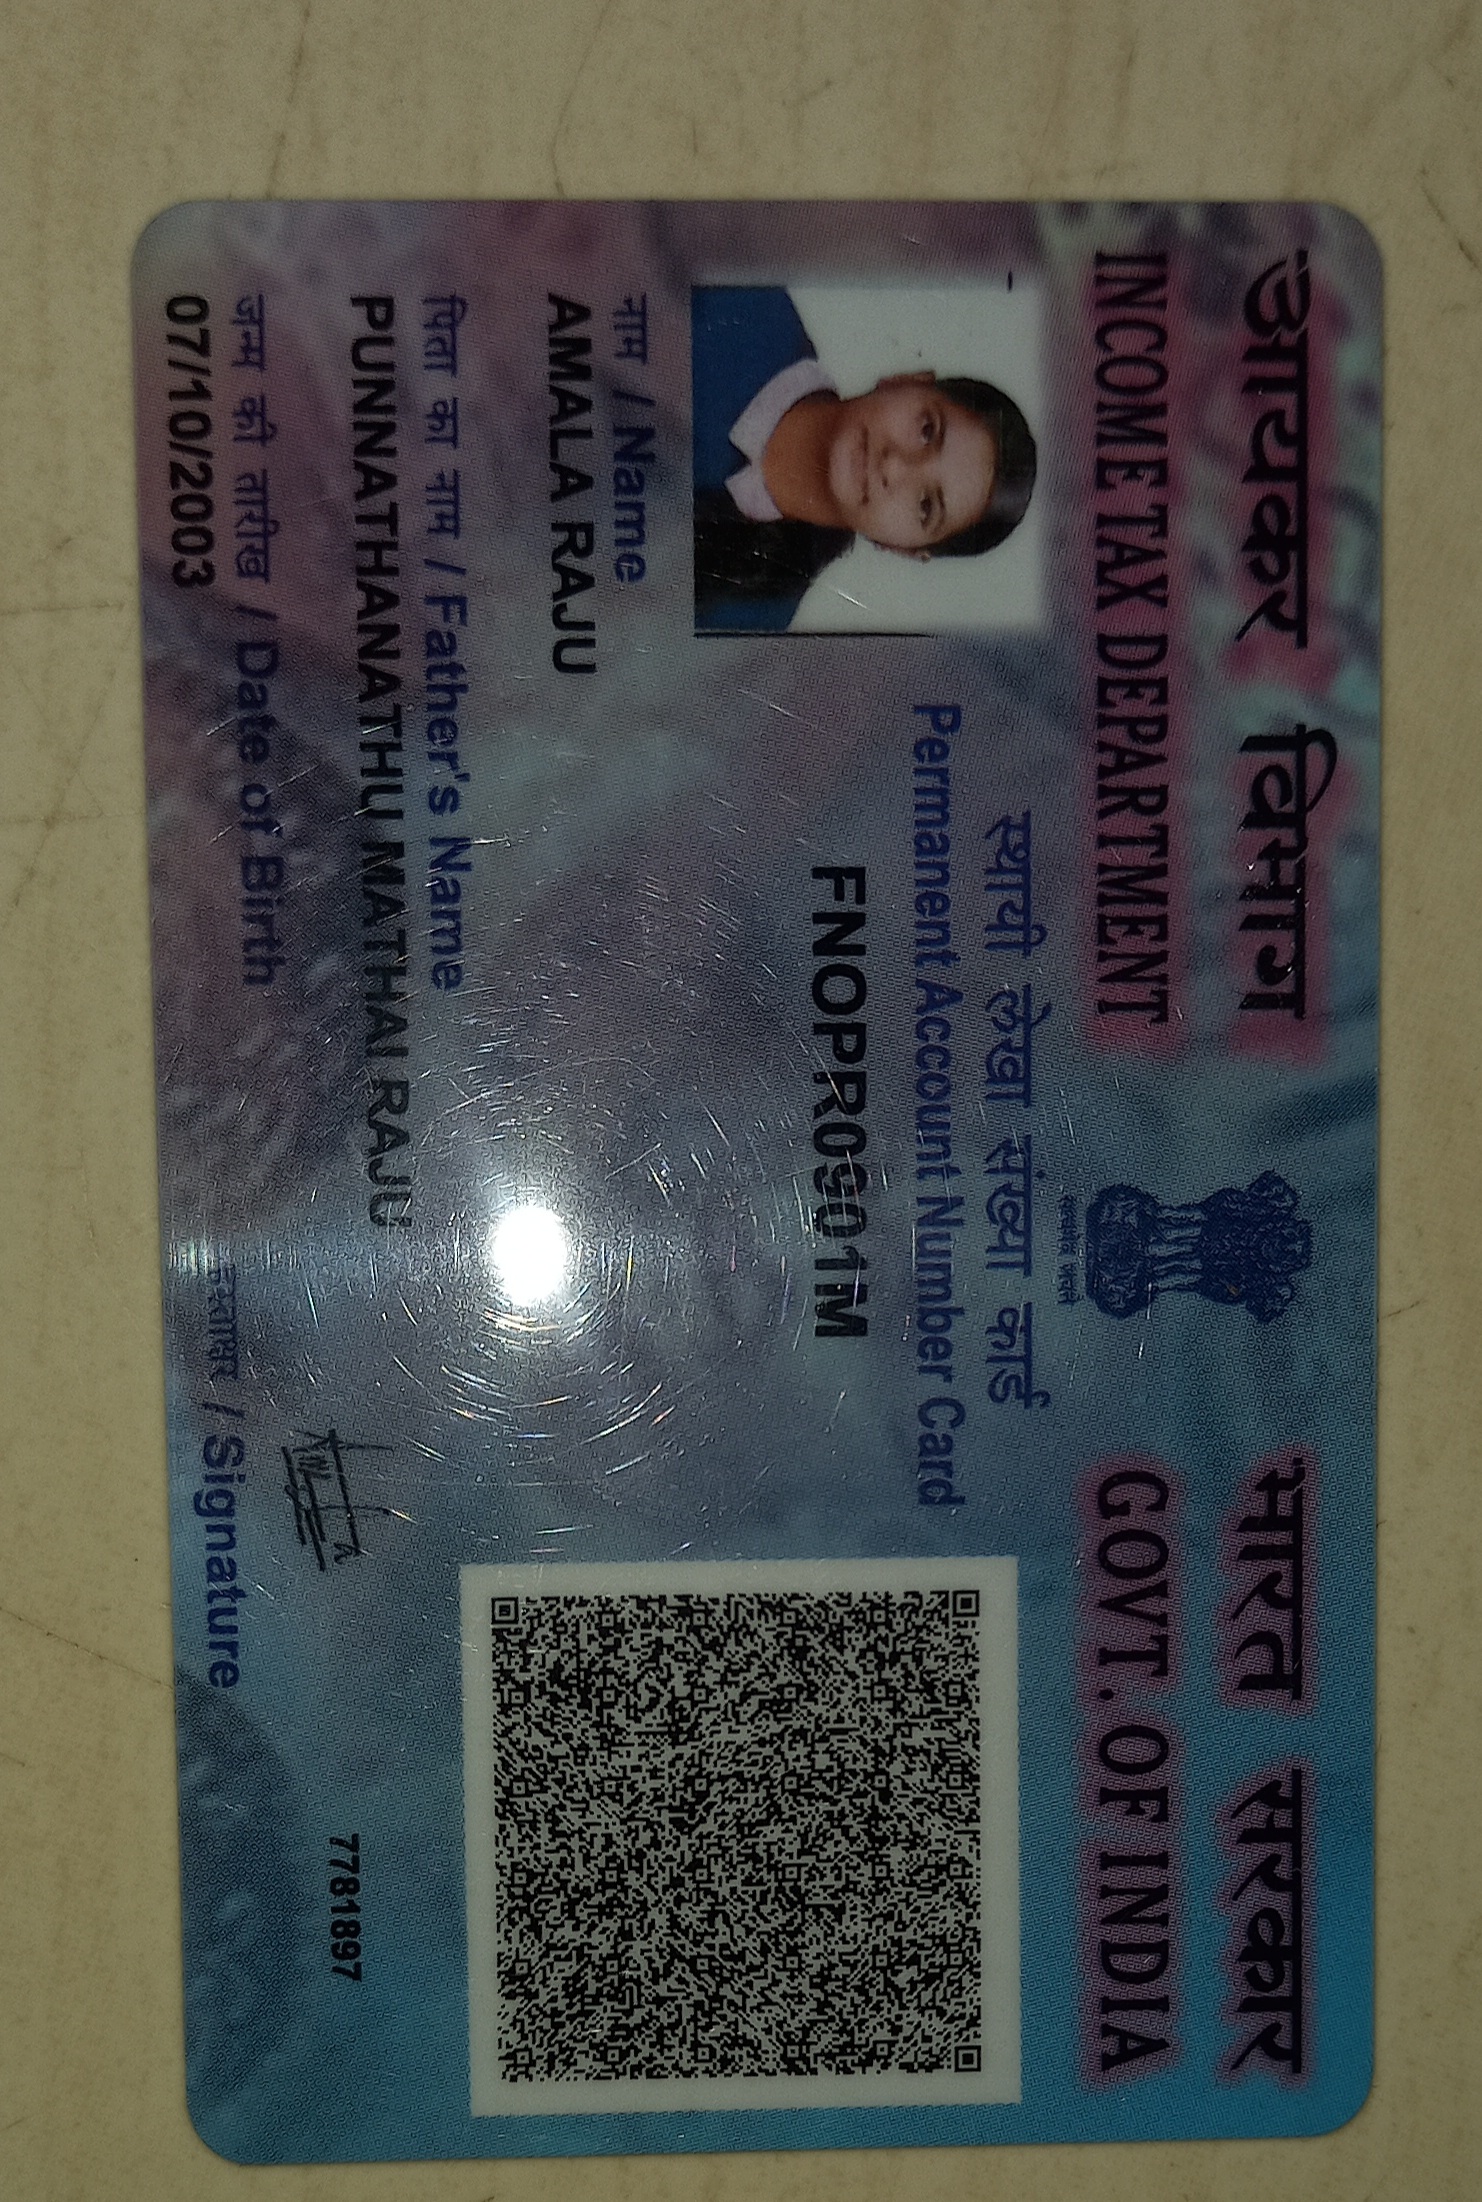 आयकर विभाग
INCOME TAX DEPARTMENT
सत्यमेव जयते
भारत सरकार
GOVT. OF INDIA
स्थायी लेखा संख्या कार्ड
Permanent Account Number Card
FNOPR0901M
नाम / Name
AMALA RAJU
पिता का नाम / Father's Name
PUNNATHANATHU MATHAI RAJU
जन्म की तारीख / Date of Birth
07/10/2003
हस्ताक्षर / Signature
7781897